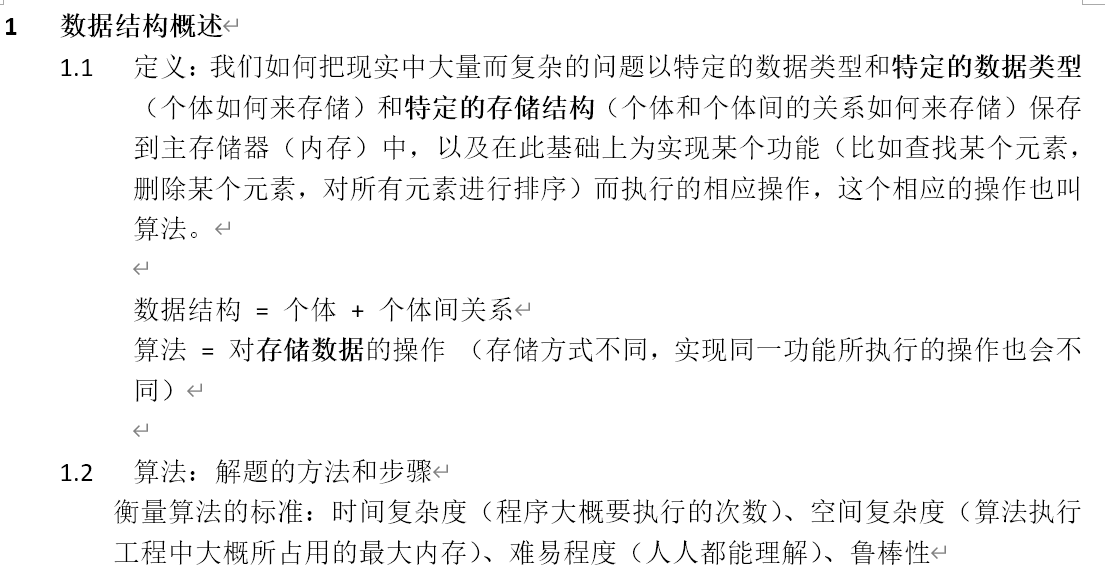 1 数据结构概述↵
1.1 定义：我们如何把现实中大量而复杂的问题以特定的数据类型和特定的数据类型
（个体如何来存储）和特定的存储结构（个体和个体间的关系如何来存储）保存
到主存储器（内存）中，以及在此基础上为实现某个功能（比如查找某个元素，
删除某个元素，对所有元素进行排序）而执行的相应操作，这个相应的操作也叫
算法。↵
↵
数据结构 = 个体 + 个体间关系↵
算法 = 对存储数据的操作 （存储方式不同，实现同一功能所执行的操作也会不
同）↵
↵
1.2 算法：解题的方法和步骤↵
衡量算法的标准：时间复杂度（程序大概要执行的次数）、空间复杂度（算法执行
工程中大概所占用的最大内存）、难易程度（人人都能理解）、鲁棒性↵